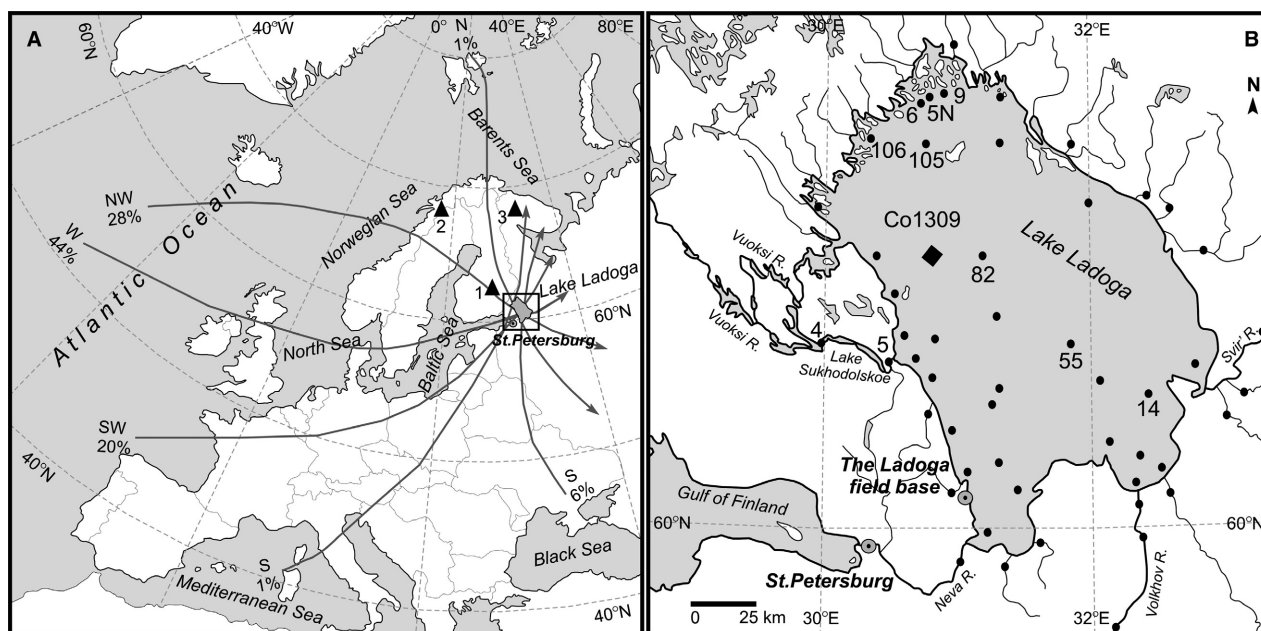 A
60°N
40°W
0°
N
1%
40°E
80°E
Barents Sea
NW
28%
W
44%
Atlantic Ocean
Norwegian Sea
2
3
1
Lake Ladoga
60°N
St.Petersburg
North Sea
Baltic Sea
SW
20%
40°N
S
6%
S
1%
Mediterranean Sea
Black Sea
40°N
B
30°E
32°E
N
9
6
5N
106
105
Co1309
82
Lake Ladoga
Vuoksi R.
Vuoksi R.
4
5
Lake
Sukhodolskoe
55
14
Svir' R.
The Ladoga
field base
Gulf of Finland
60°N
60°N
St.Petersburg
Neva R.
Volkhov R.
0 25 km
30°E
32°E